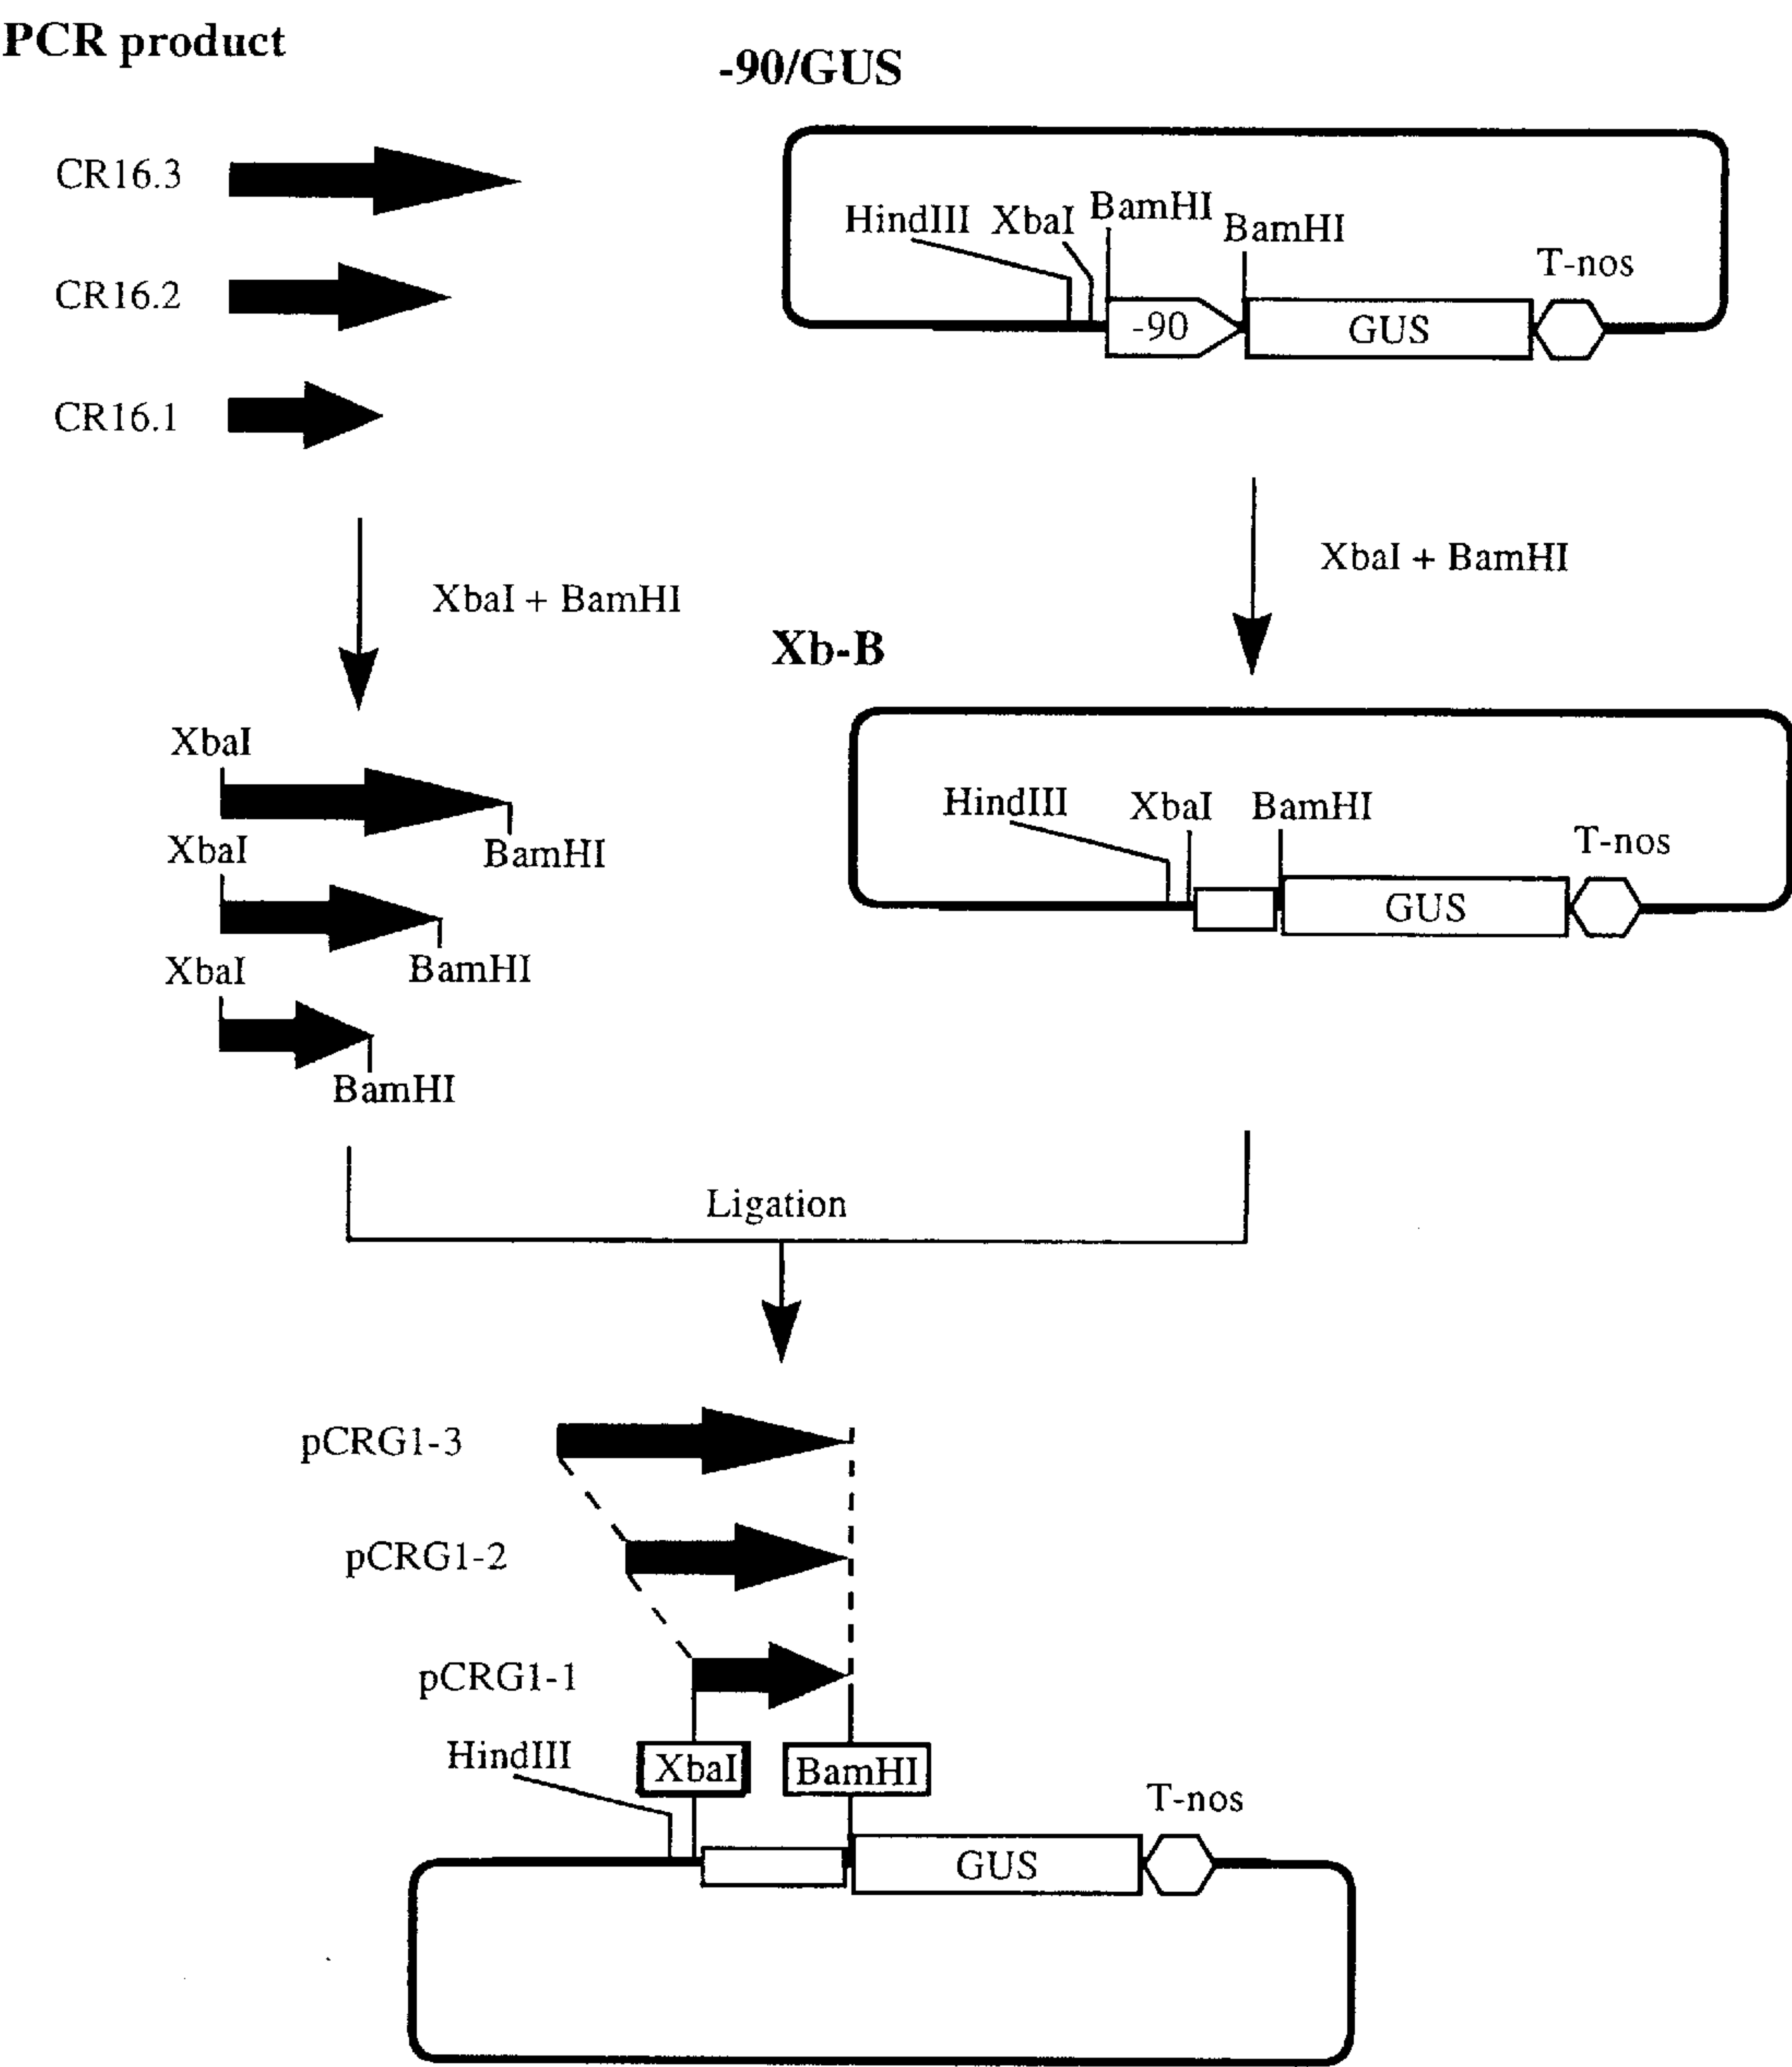 PCR product
-90/GUS
CR16.3
CR16.2
CR16.1
HindIII XbaI BamHI BamHI
T-nos
-90
GUS
XbaI + BamHI
XbaI + BamHI
Xb-B
XbaI
BamHI
XbaI
BamHI
XbaI
BamHI
HindIII XbaI BamHI
T-nos
GUS
Ligation
pCRG1-3
pCRG1-2
pCRG1-1
HindIII
XbaI
BamHI
T-nos
GUS